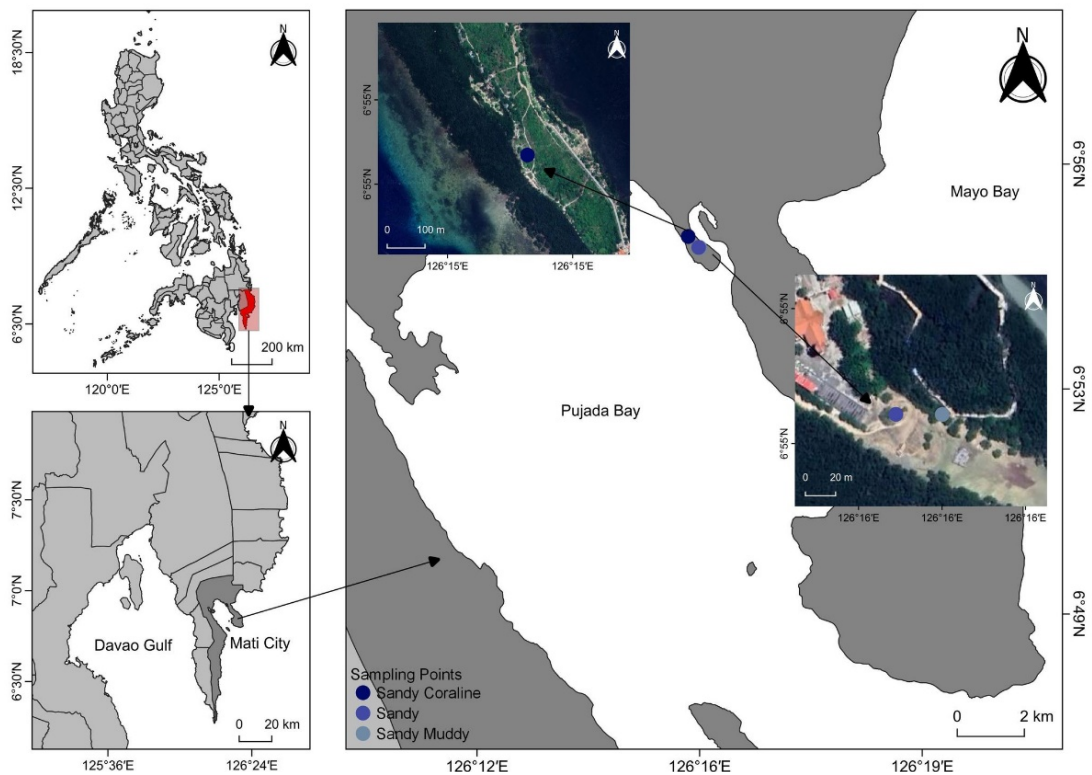 N
18°30'N
12°30'N
6°30'N
0 200 km
120°0'E
125°0'E
N
7°30'N
7°0'N
6°30'N
Davao Gulf
Mati City
0 20 km
125°36'E
126°24'E
N
6°55'N
6°55'N
0 100 m
126°15'E
126°15'E
N
6°56'N
6°53'N
6°49'N
Mayo Bay
Pujada Bay
N
6°55'N
6°55'N
0 20 m
126°16'E
126°16'E
126°16'E
Sampling Points
Sandy Coraline
Sandy
Sandy Muddy
0 2 km
126°12'E
126°16'E
126°19'E